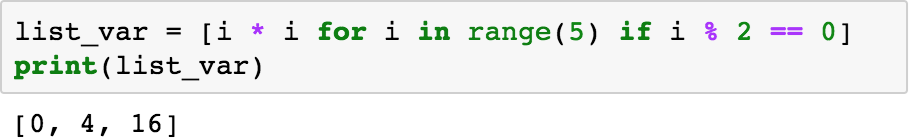 list_var = [i * i for i in range(5) if i % 2 == 0]
print(list_var)
[0, 4, 16]